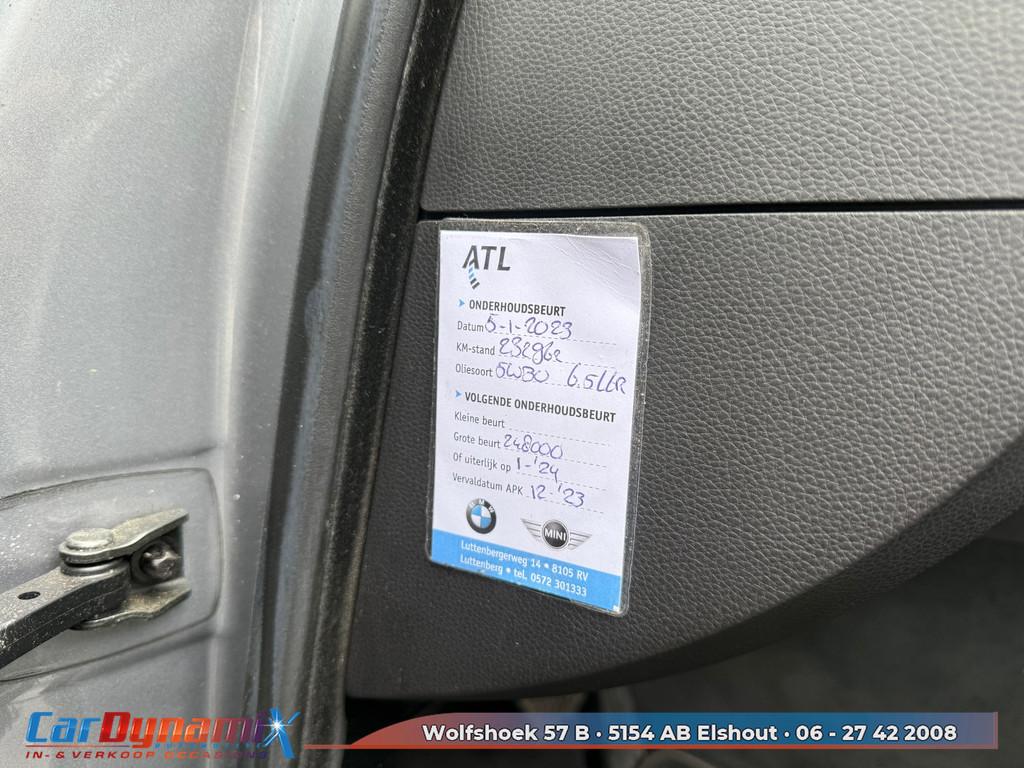 ATL
ONDERHOUDSBEURT
Datum 5-1-2023
KM-stand 232962
Oliesoort 5W30 6.5LtR
VOLGENDE ONDERHOUDSBEURT
Kleine beurt
Grote beurt 248000
Of uiterlijk op 1-'24
Vervaldatum APK 12-'23
BMW
MINI
Luttenbergerweg 14 • 8105 RV
Luttenberg • tel. 0572 301333
CarDynamiX
IN- & VERKOOP OCCASIONS
Wolfshoek 57 B • 5154 AB Elshout • 06 - 27 42 2008